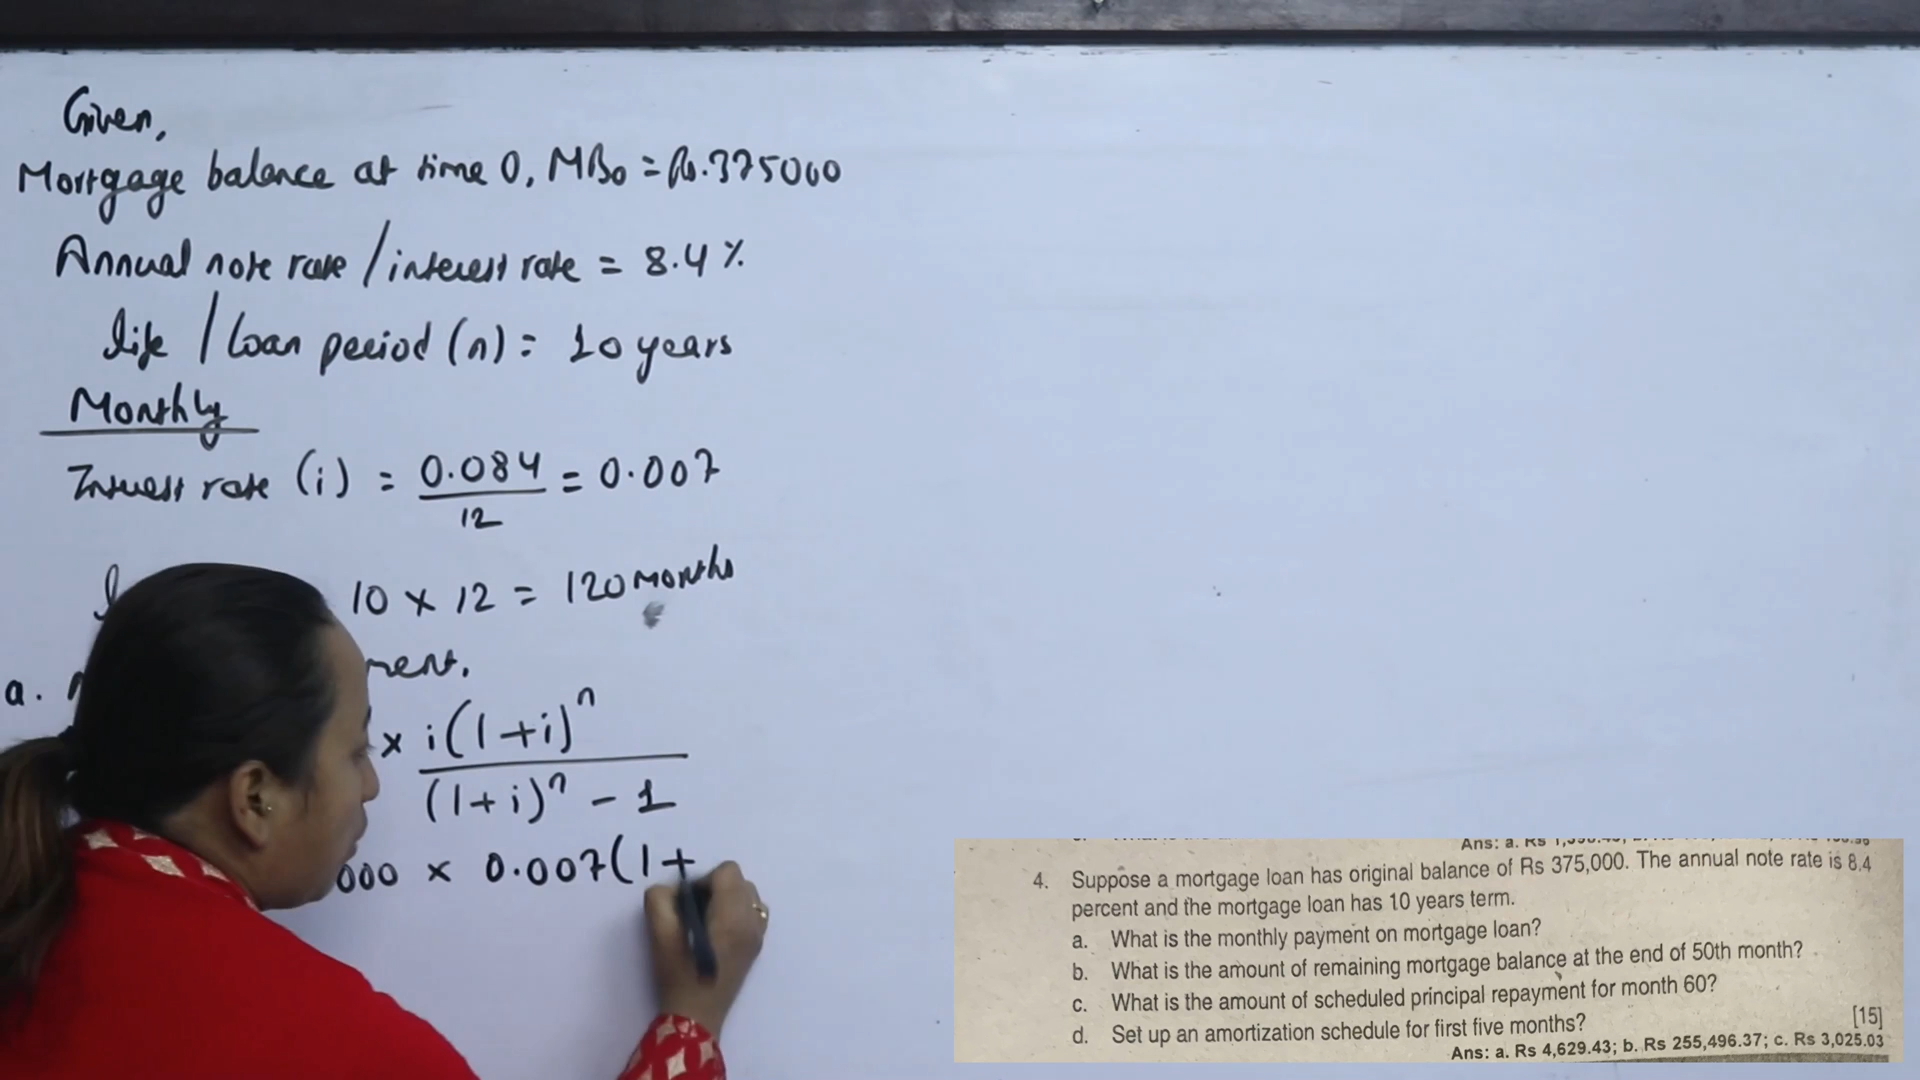 Given,
Mortgage balance at time 0, MB₀ = Rs.375000
Annual note rate / interest rate = 8.4 %
life / Loan period (n) = 10 years
Monthly
Interest rate (i) = 0.084 / 12 = 0.007
10 × 12 = 120 months
a.
× i(1+i)ⁿ
(1+i)ⁿ - 1
000 × 0.007(1+
Ans: a. Rs
4. Suppose a mortgage loan has original balance of Rs 375,000. The annual note rate is 8.4
percent and the mortgage loan has 10 years term.
a. What is the monthly payment on mortgage loan?
b. What is the amount of remaining mortgage balance at the end of 50th month?
c. What is the amount of scheduled principal repayment for month 60?
d. Set up an amortization schedule for first five months?
[15]
Ans: a. Rs 4,629.43; b. Rs 255,496.37; c. Rs 3,025.03